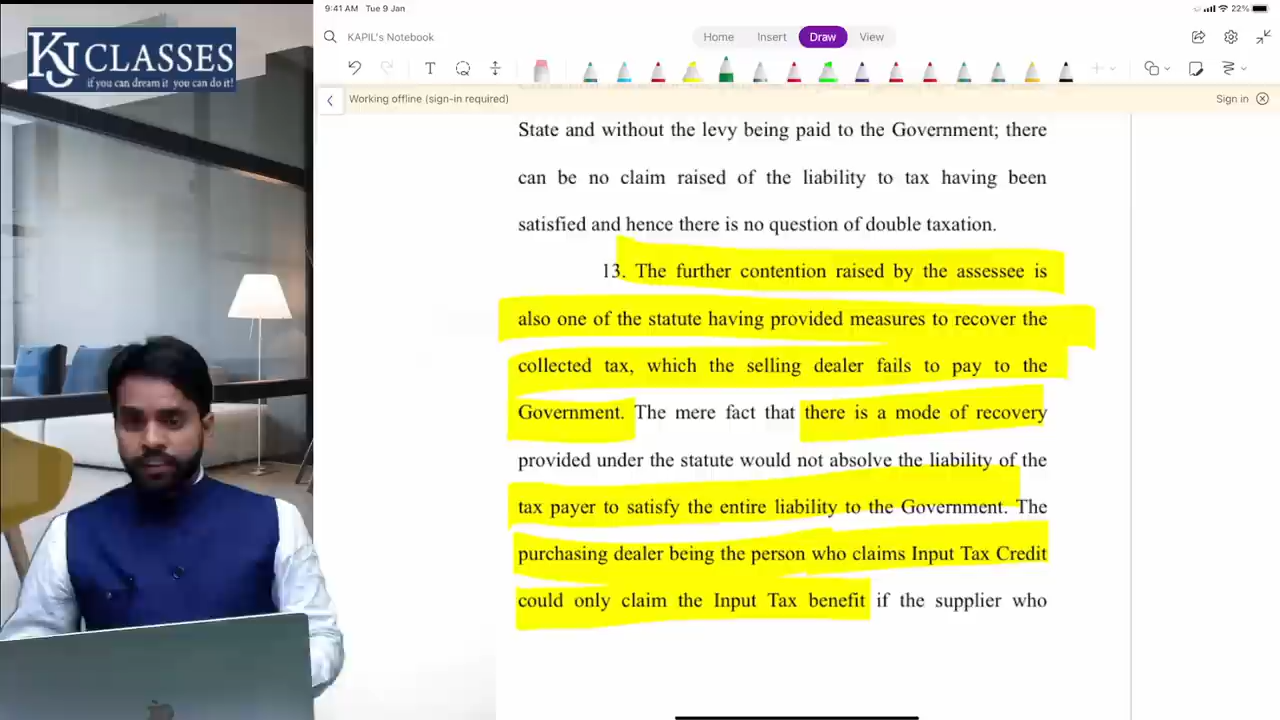 9:41 AM Tue 9 Jan
22%
KJ CLASSES
if you can dream it you can do it!
KAPIL's Notebook
Home Insert Draw View
T
Working offline (sign-in required)
Sign in
State and without the levy being paid to the Government; there
can be no claim raised of the liability to tax having been
satisfied and hence there is no question of double taxation.
13. The further contention raised by the assessee is
also one of the statute having provided measures to recover the
collected tax, which the selling dealer fails to pay to the
Government. The mere fact that there is a mode of recovery
provided under the statute would not absolve the liability of the
tax payer to satisfy the entire liability to the Government. The
purchasing dealer being the person who claims Input Tax Credit
could only claim the Input Tax benefit if the supplier who